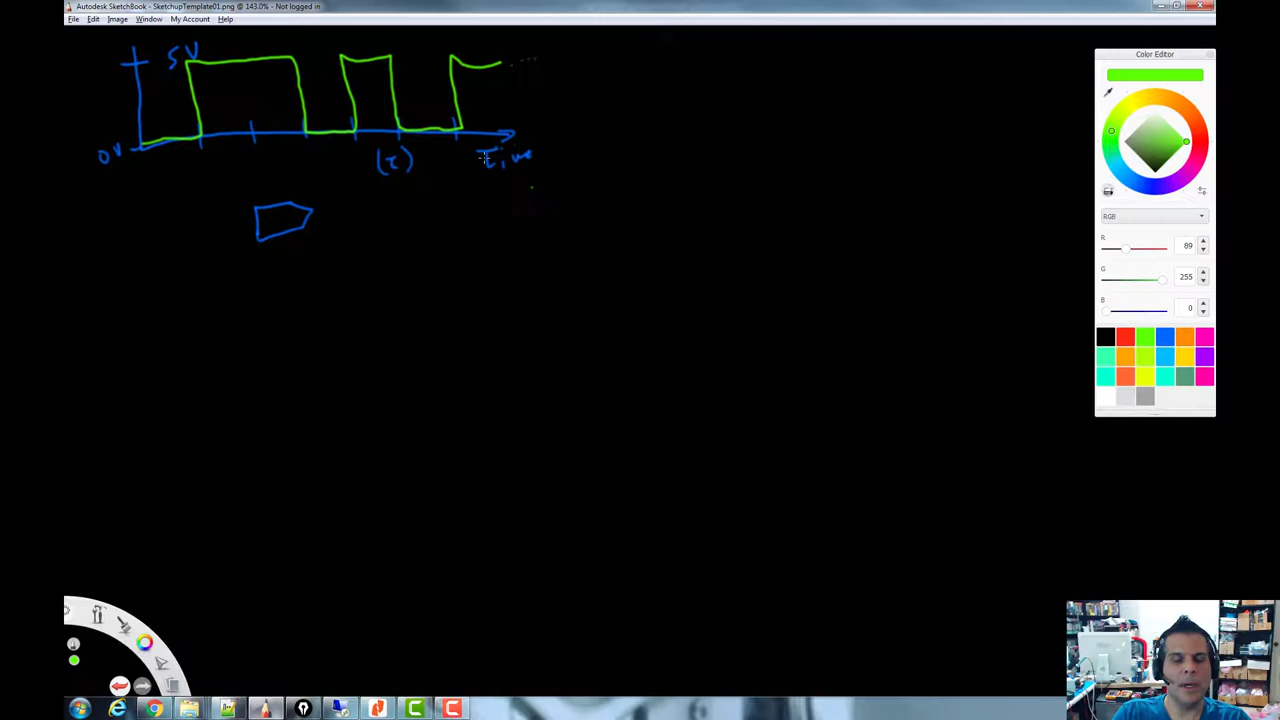 Autodesk SketchBook - SketchupTemplate01.png @ 143.0% - Not logged in
File Edit Image Window My Account Help
5V
0V
(τ)
Time
Color Editor
RGB
R
89
G
255
B
0